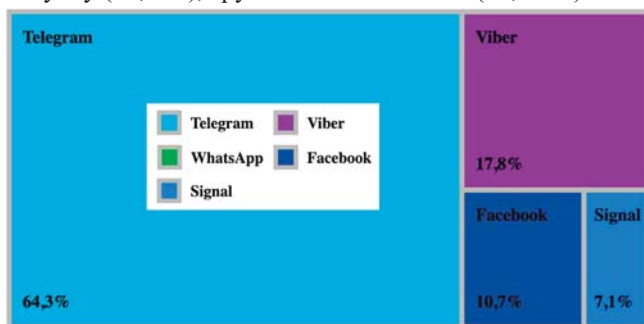 Telegram
Viber
Telegram
Viber
WhatsApp
Facebook
Signal
17,8%
Facebook
Signal
64,3%
10,7%
7,1%